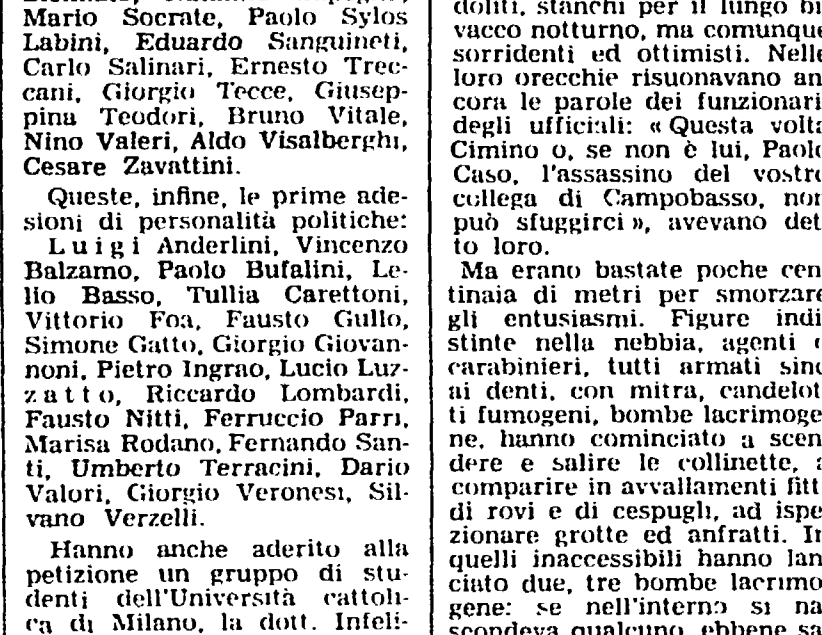 Mario Socrate, Paolo Sylos
Labini, Eduardo Sanguineti,
Carlo Salinari, Ernesto Trec-
cani, Giorgio Tecce, Giusep-
pina Teodori, Bruno Vitale,
Nino Valeri, Aldo Visalberghi,
Cesare Zavattini.
Queste, infine, le prime ade-
sioni di personalità politiche:
Luigi Anderlini, Vincenzo
Balzamo, Paolo Bufalini, Le-
lio Basso, Tullia Carettoni,
Vittorio Foa, Fausto Gullo,
Simone Gatto, Giorgio Giovan-
noni, Pietro Ingrao, Lucio Luz-
zatto, Riccardo Lombardi,
Fausto Nitti, Ferruccio Parri,
Marisa Rodano, Fernando San-
ti, Umberto Terracini, Dario
Valori, Giorgio Veronesi, Sil-
vano Verzelli.
Hanno anche aderito alla
petizione un gruppo di stu-
denti dell'Università cattoli-
ca di Milano, la dott. Infeli-
doliti, stanchi per il lungo bi
vacco notturno, ma comunque
sorridenti ed ottimisti. Nelle
loro orecchie risuonavano an
cora le parole dei funzionari
degli ufficiali: « Questa volta
Cimino o, se non è lui, Paolo
Caso, l'assassino del vostro
collega di Campobasso, non
può sfuggirci », avevano det
to loro.
Ma erano bastate poche cen
tinaia di metri per smorzare
gli entusiasmi. Figure indi
stinte nella nebbia, agenti e
carabinieri, tutti armati sino
ai denti, con mitra, candelot
ti fumogeni, bombe lacrimoge
ne, hanno cominciato a scen
dere e salire le collinette, a
comparire in avvallamenti fitti
di rovi e di cespugli, ad ispe
zionare grotte ed anfratti. In
quelli inaccessibili hanno lan
ciato due, tre bombe lacrimo
gene: se nell'interno si na
scondeva qualcuno, ebbene sa